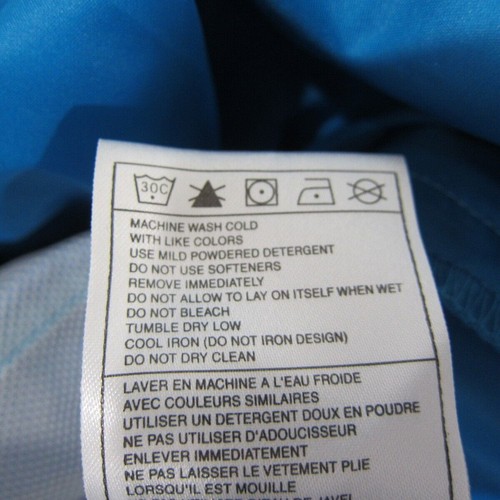 30C
MACHINE WASH COLD
WITH LIKE COLORS
USE MILD POWDERED DETERGENT
DO NOT USE SOFTENERS
REMOVE IMMEDIATELY
DO NOT ALLOW TO LAY ON ITSELF WHEN WET
DO NOT BLEACH
TUMBLE DRY LOW
COOL IRON (DO NOT IRON DESIGN)
DO NOT DRY CLEAN
LAVER EN MACHINE A L'EAU FROIDE
AVEC COULEURS SIMILAIRES
UTILISER UN DETERGENT DOUX EN POUDRE
NE PAS UTILISER D'ADOUCISSEUR
ENLEVER IMMEDIATEMENT
NE PAS LAISSER LE VETEMENT PLIE
LORSQU'IL EST MOUILLE